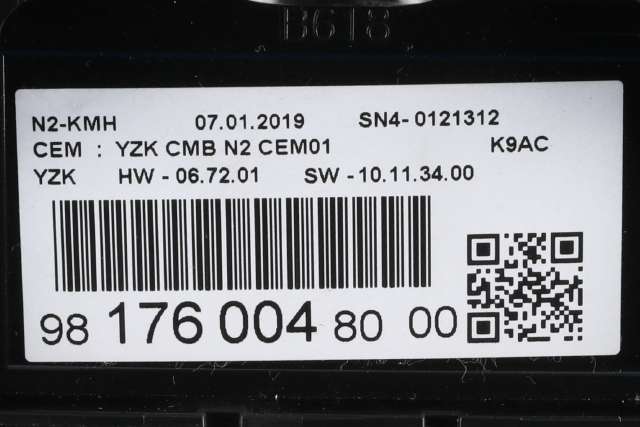 B618
N2-KMH 07.01.2019 SN4- 0121312
CEM : YZK CMB N2 CEM01 K9AC
YZK HW - 06.72.01 SW - 10.11.34.00
98 176 004 80 00